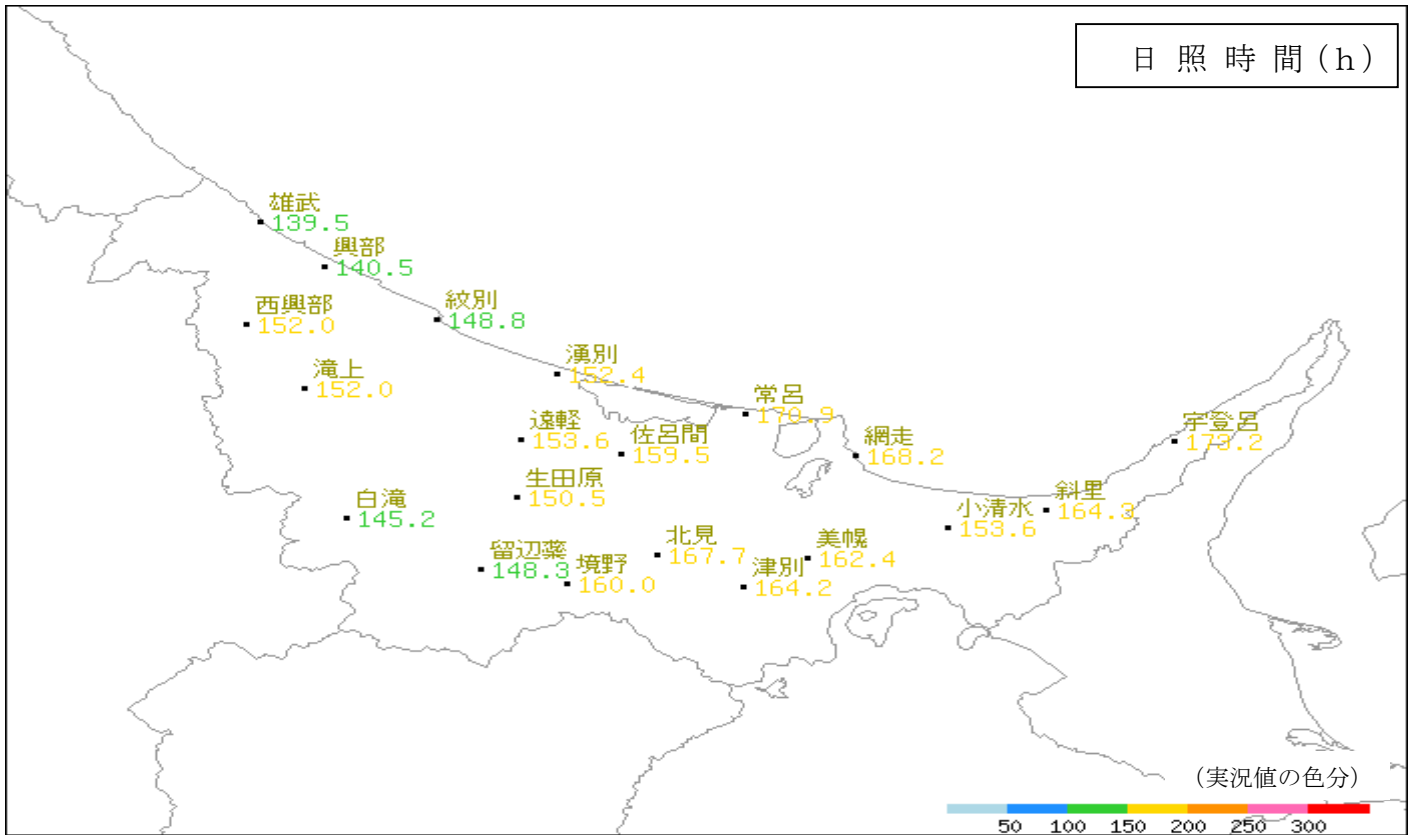 日照時間(h)
雄武
139.5
興部
140.5
西興部
152.0
紋別
148.8
滝上
152.0
湧別
152.4
常呂
170.9
遠軽
153.6
佐呂間
159.5
網走
168.2
宇登呂
173.2
生田原
150.5
白滝
145.2
小清水
153.6
斜里
164.3
留辺蘂
148.3
境野
160.0
北見
167.7
津別
164.2
美幌
162.4
(実況値の色分)
50 100 150 200 250 300